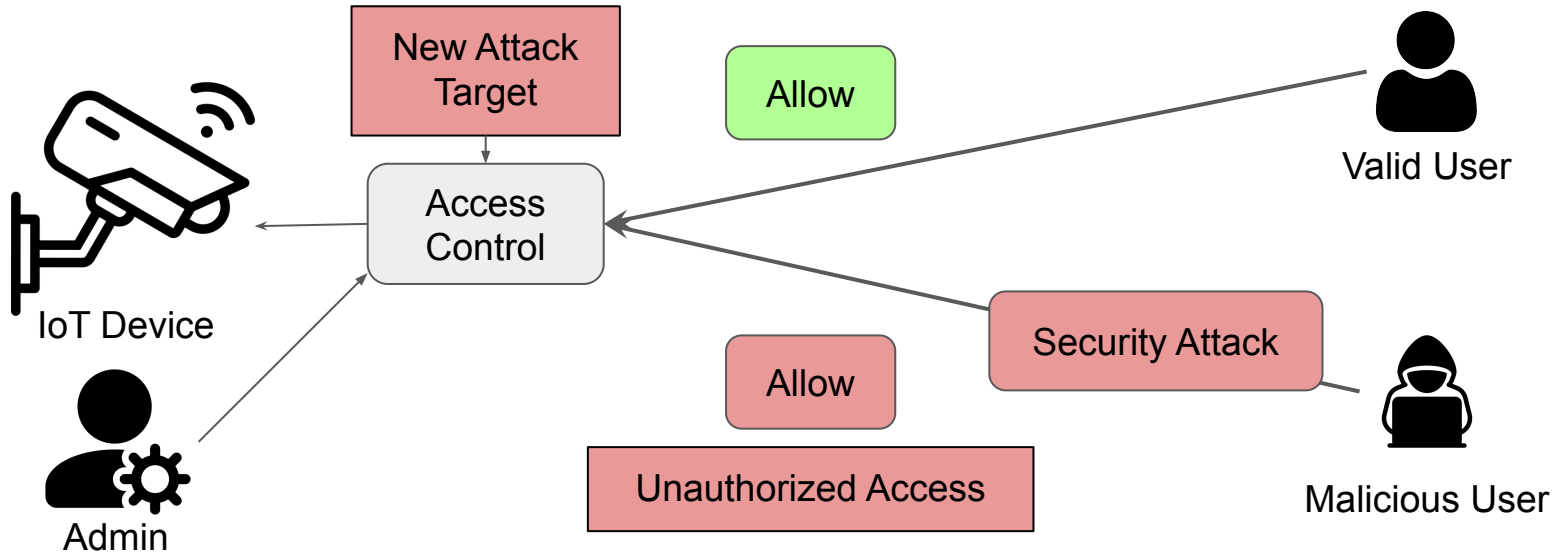 New Attack
Target
Allow
Valid User
Access
Control
IoT Device
Security Attack
Allow
Unauthorized Access
Malicious User
Admin